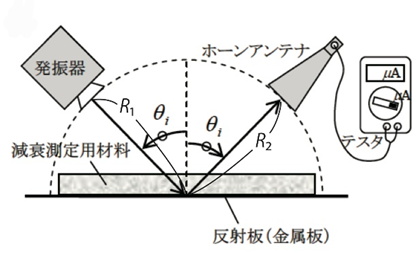 発振器
ホーンアンテナ
μA
μA
テスタ
R₁
θᵢ
θᵢ
R₂
減衰測定用材料
反射板(金属板)